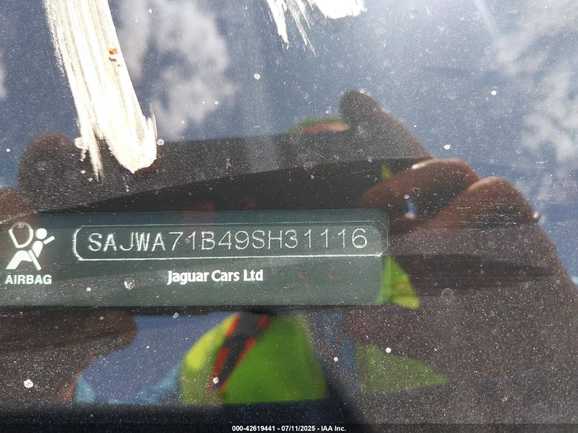 SAJWA71B49SH31116
AIRBAG
Jaguar Cars Ltd
000-42619441 - 07/11/2025 - IAA Inc.